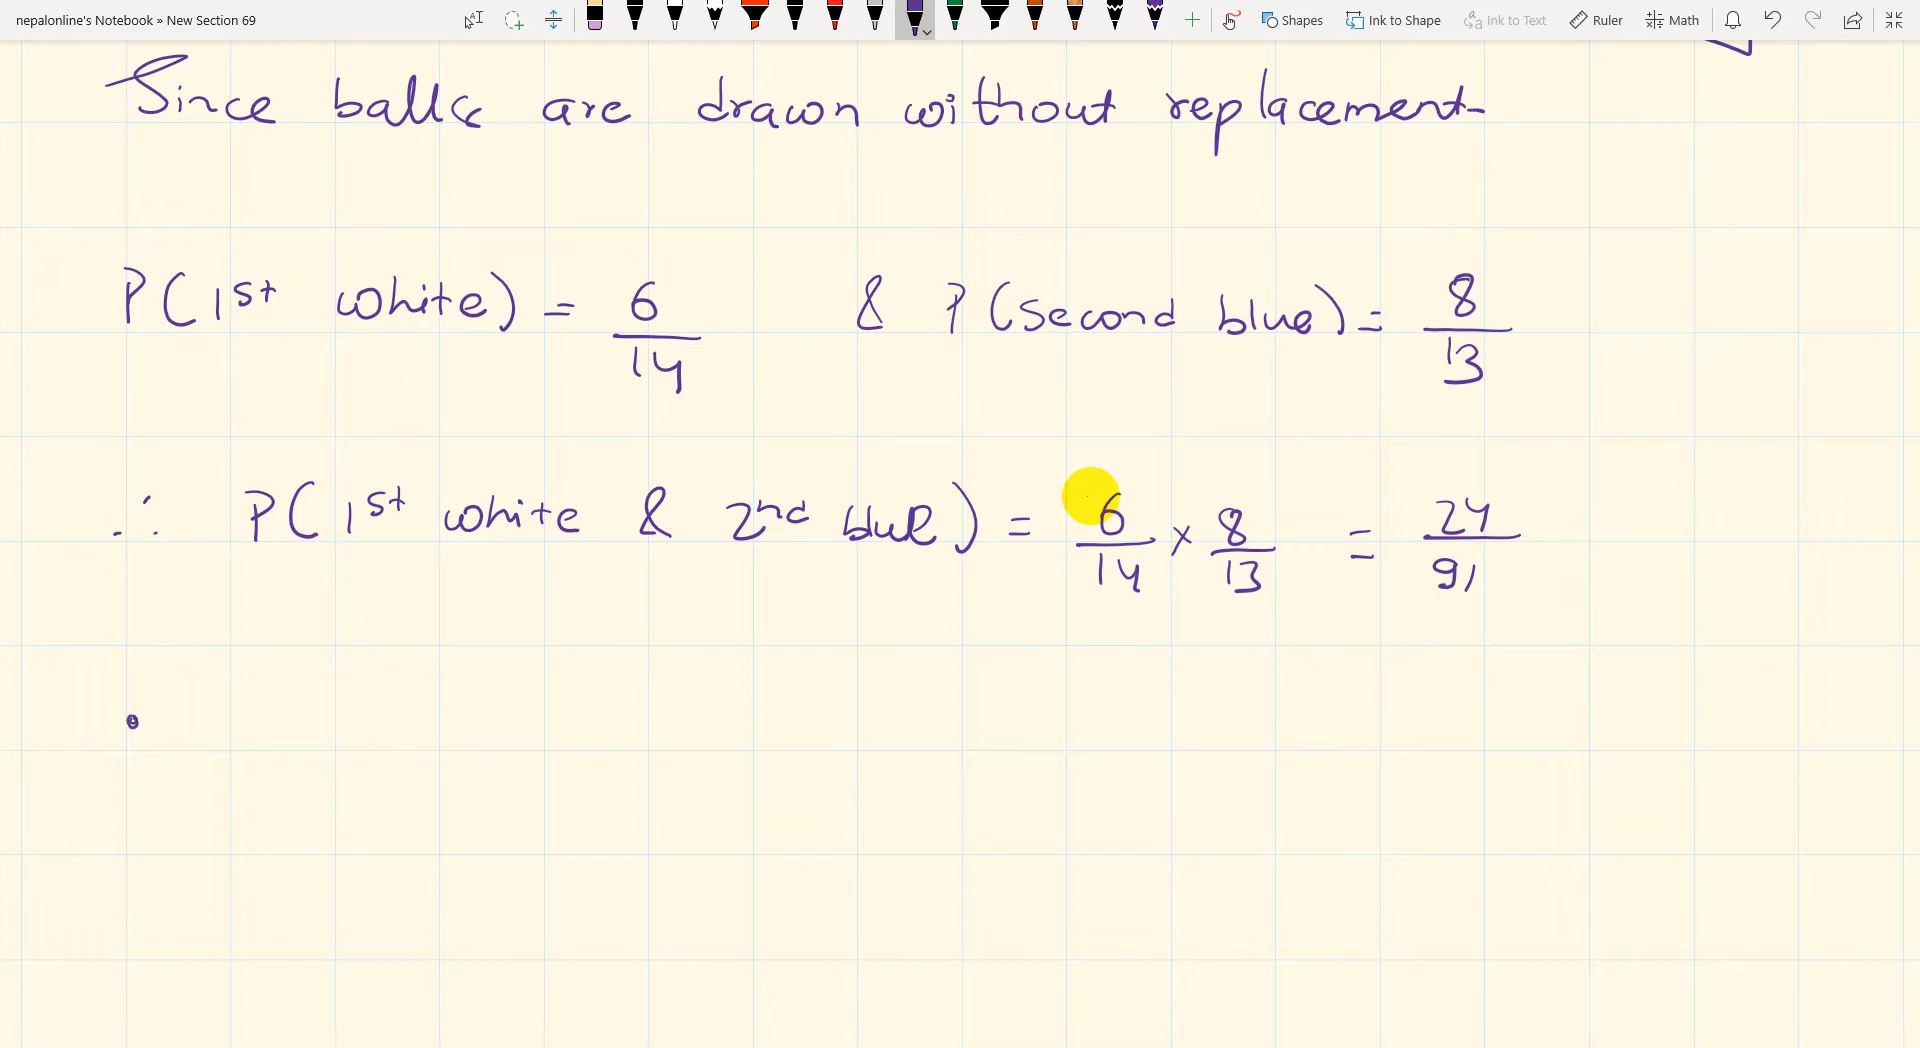 nepalonline's Notebook » New Section 69
Shapes Ink to Shape Ink to Text Ruler Math
Since balls are drawn without replacement-
P(1st white) = 6/14 & P(second blue) = 8/13
∴ P(1st white & 2nd blue) = 6/14 × 8/13 = 24/91